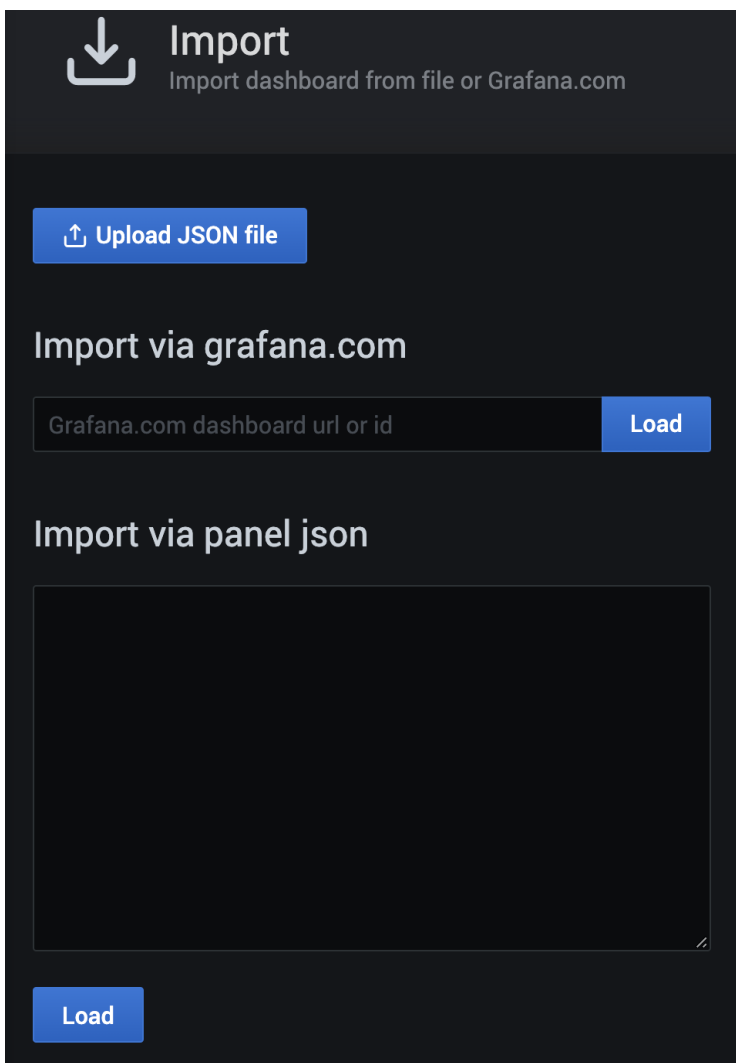 Import
Import dashboard from file or Grafana.com
Upload JSON file
Import via grafana.com
Grafana.com dashboard url or id
Load
Import via panel json
Load